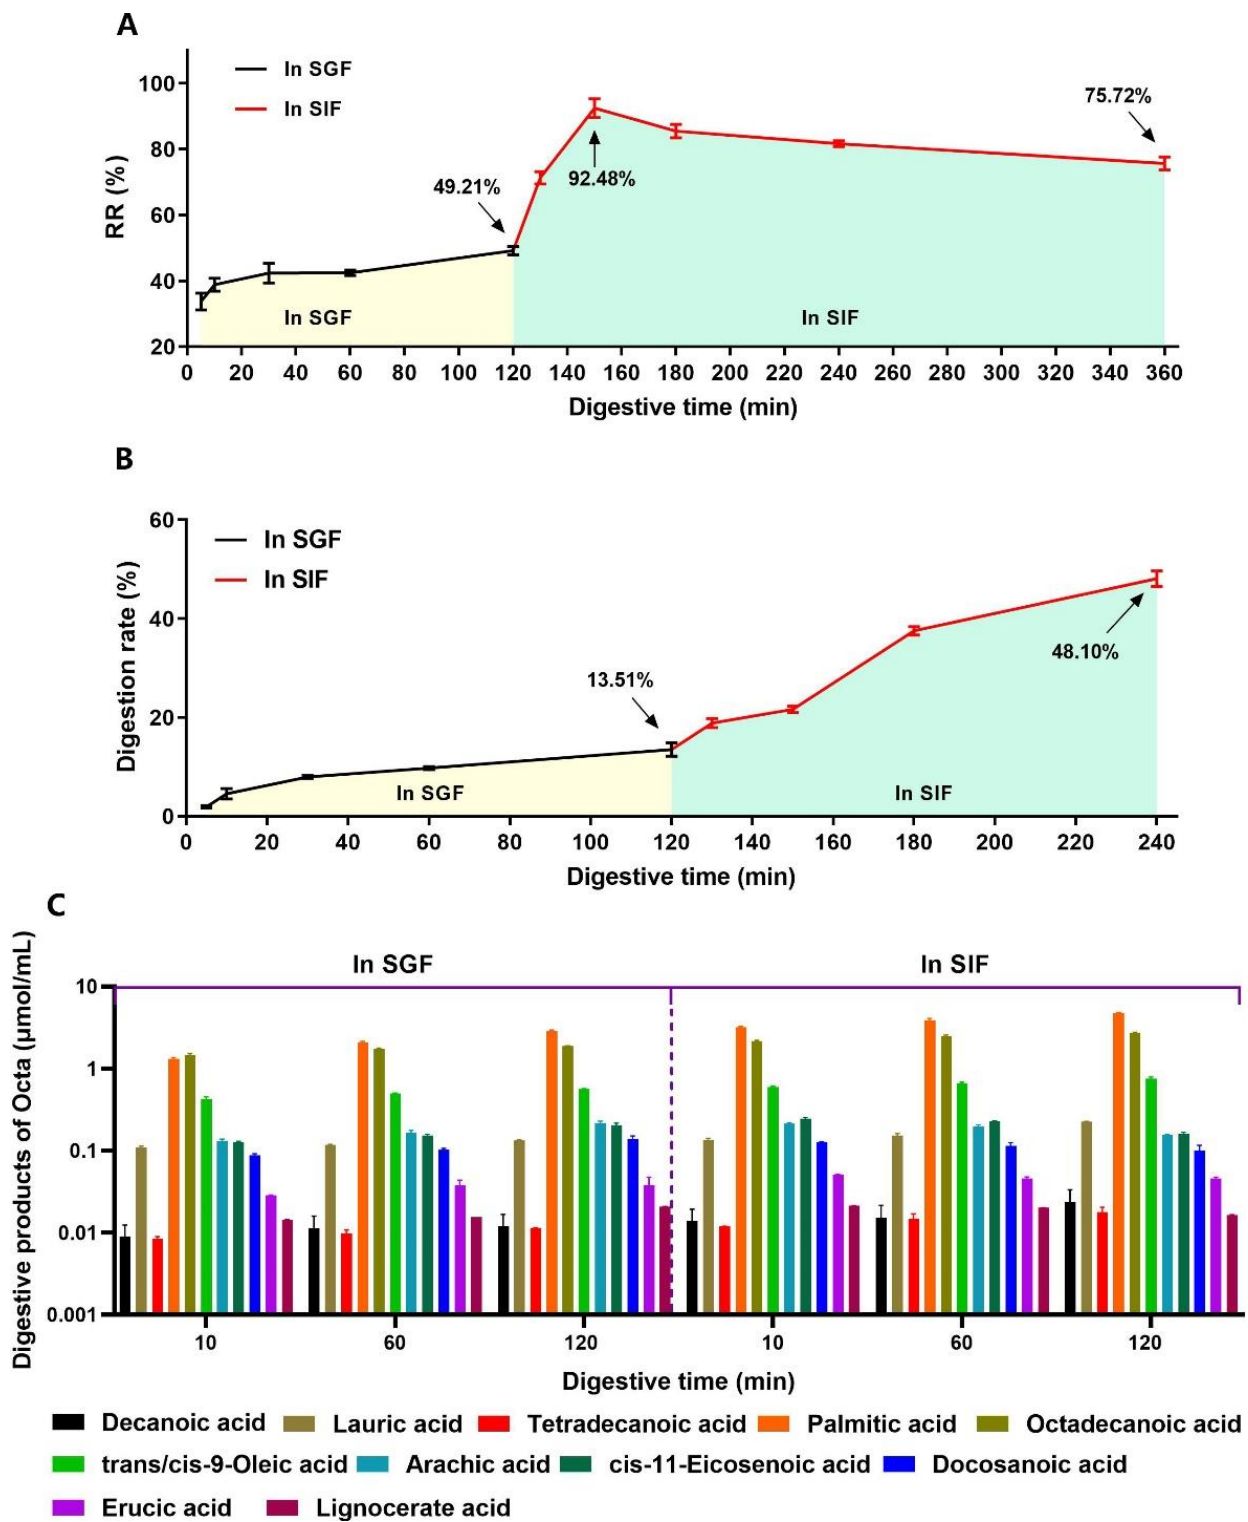 A
In SGF
In SIF
RR (%)
100
80
60
40
20
49.21%
92.48%
75.72%
In SGF
In SIF
0 20 40 60 80 100 120 140 160 180 200 220 240 260 280 300 320 340 360
Digestive time (min)
B
In SGF
In SIF
Digestion rate (%)
60
40
20
0
13.51%
48.10%
In SGF
In SIF
0 20 40 60 80 100 120 140 160 180 200 220 240
Digestive time (min)
C
In SGF
In SIF
Digestive products of Octa (μmol/mL)
10
1
0.1
0.01
0.001
10 60 120 10 60 120
Digestive time (min)
Decanoic acid Lauric acid Tetradecanoic acid Palmitic acid Octadecanoic acid
trans/cis-9-Oleic acid Arachic acid cis-11-Eicosenoic acid Docosanoic acid
Erucic acid Lignocerate acid